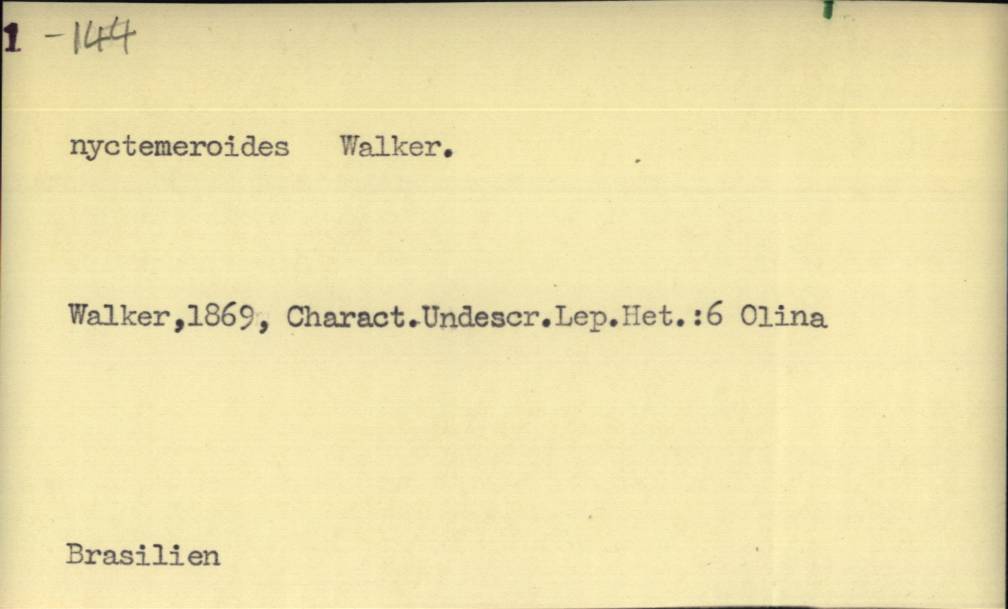 1 -144
nyctemeroides Walker.
Walker,1869, Charact.Undescr.Lep.Het.:6 Olina
Brasilien